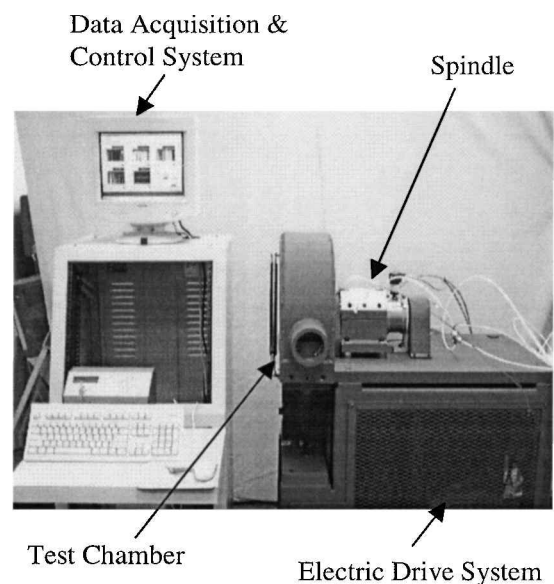 Data Acquisition &
Control System
Spindle
Test Chamber
Electric Drive System